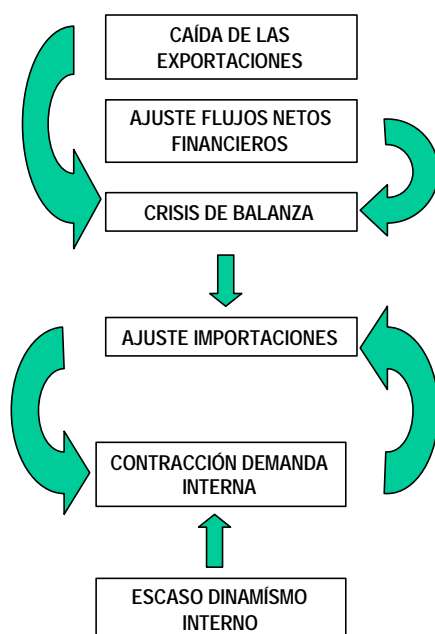 CAÍDA DE LAS
EXPORTACIONES
AJUSTE FLUJOS NETOS
FINANCIEROS
CRISIS DE BALANZA
AJUSTE IMPORTACIONES
CONTRACCIÓN DEMANDA
INTERNA
ESCASO DINAMÍSMO
INTERNO